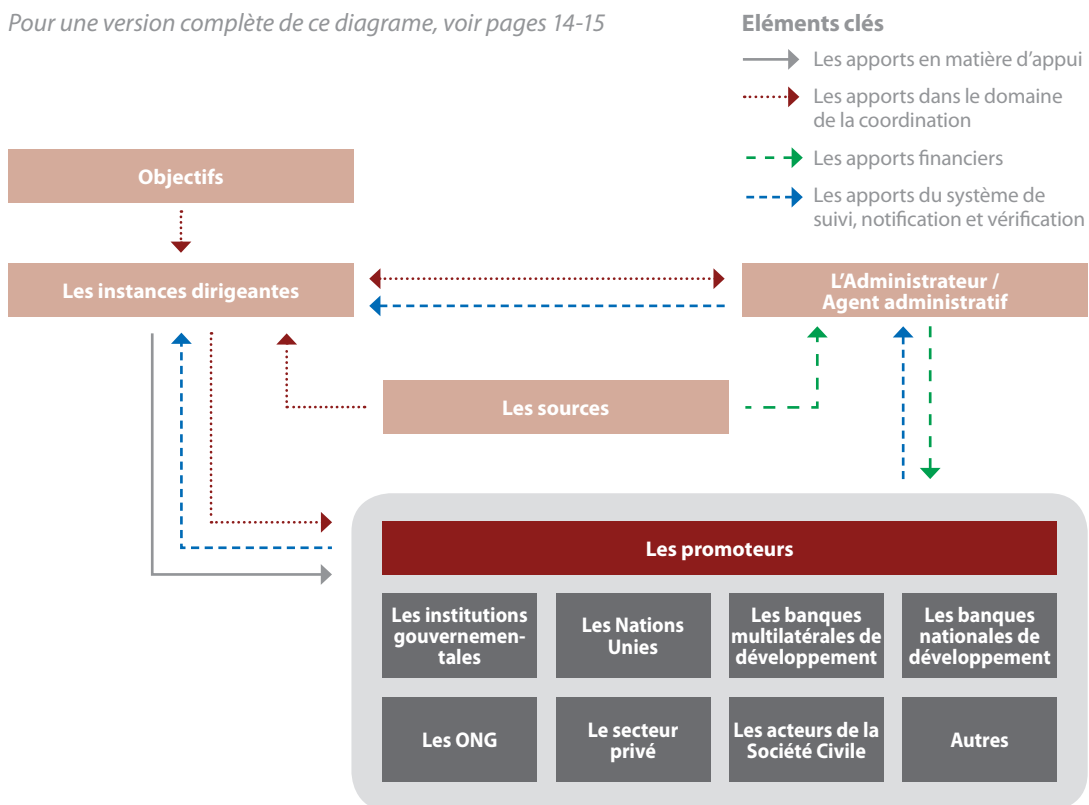 Pour une version complète de ce diagrame, voir pages 14-15
Eléments clés
Les apports en matière d'appui
Les apports dans le domaine
de la coordination
Les apports financiers
Les apports du système de
suivi, notification et vérification
Objectifs
Les instances dirigeantes
L'Administrateur /
Agent administratif
Les sources
Les promoteurs
Les institutions
gouvernemen-
tales
Les Nations
Unies
Les banques
multilatérales de
développement
Les banques
nationales de
développement
Les ONG
Le secteur
privé
Les acteurs de la
Société Civile
Autres